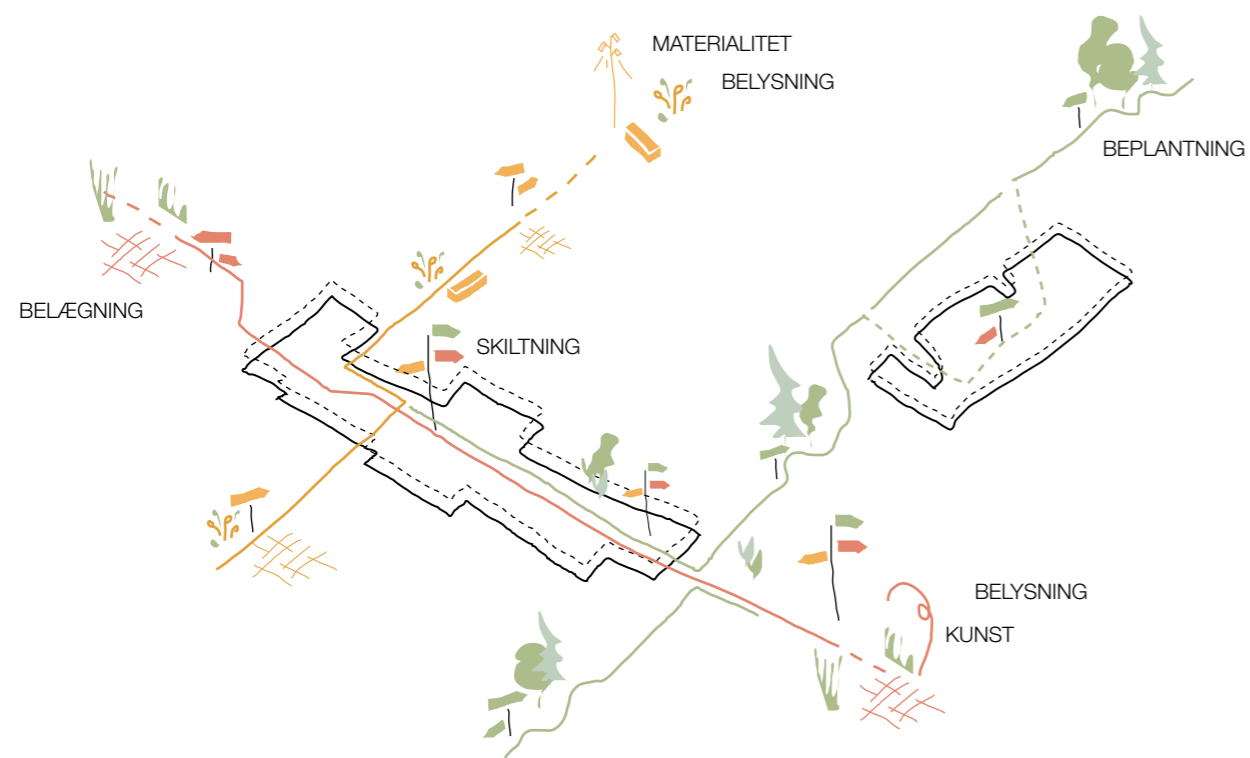 MATERIALITET
BELYSNING
BEPLANTNING
BELÆGNING
SKILTNING
BELYSNING
KUNST